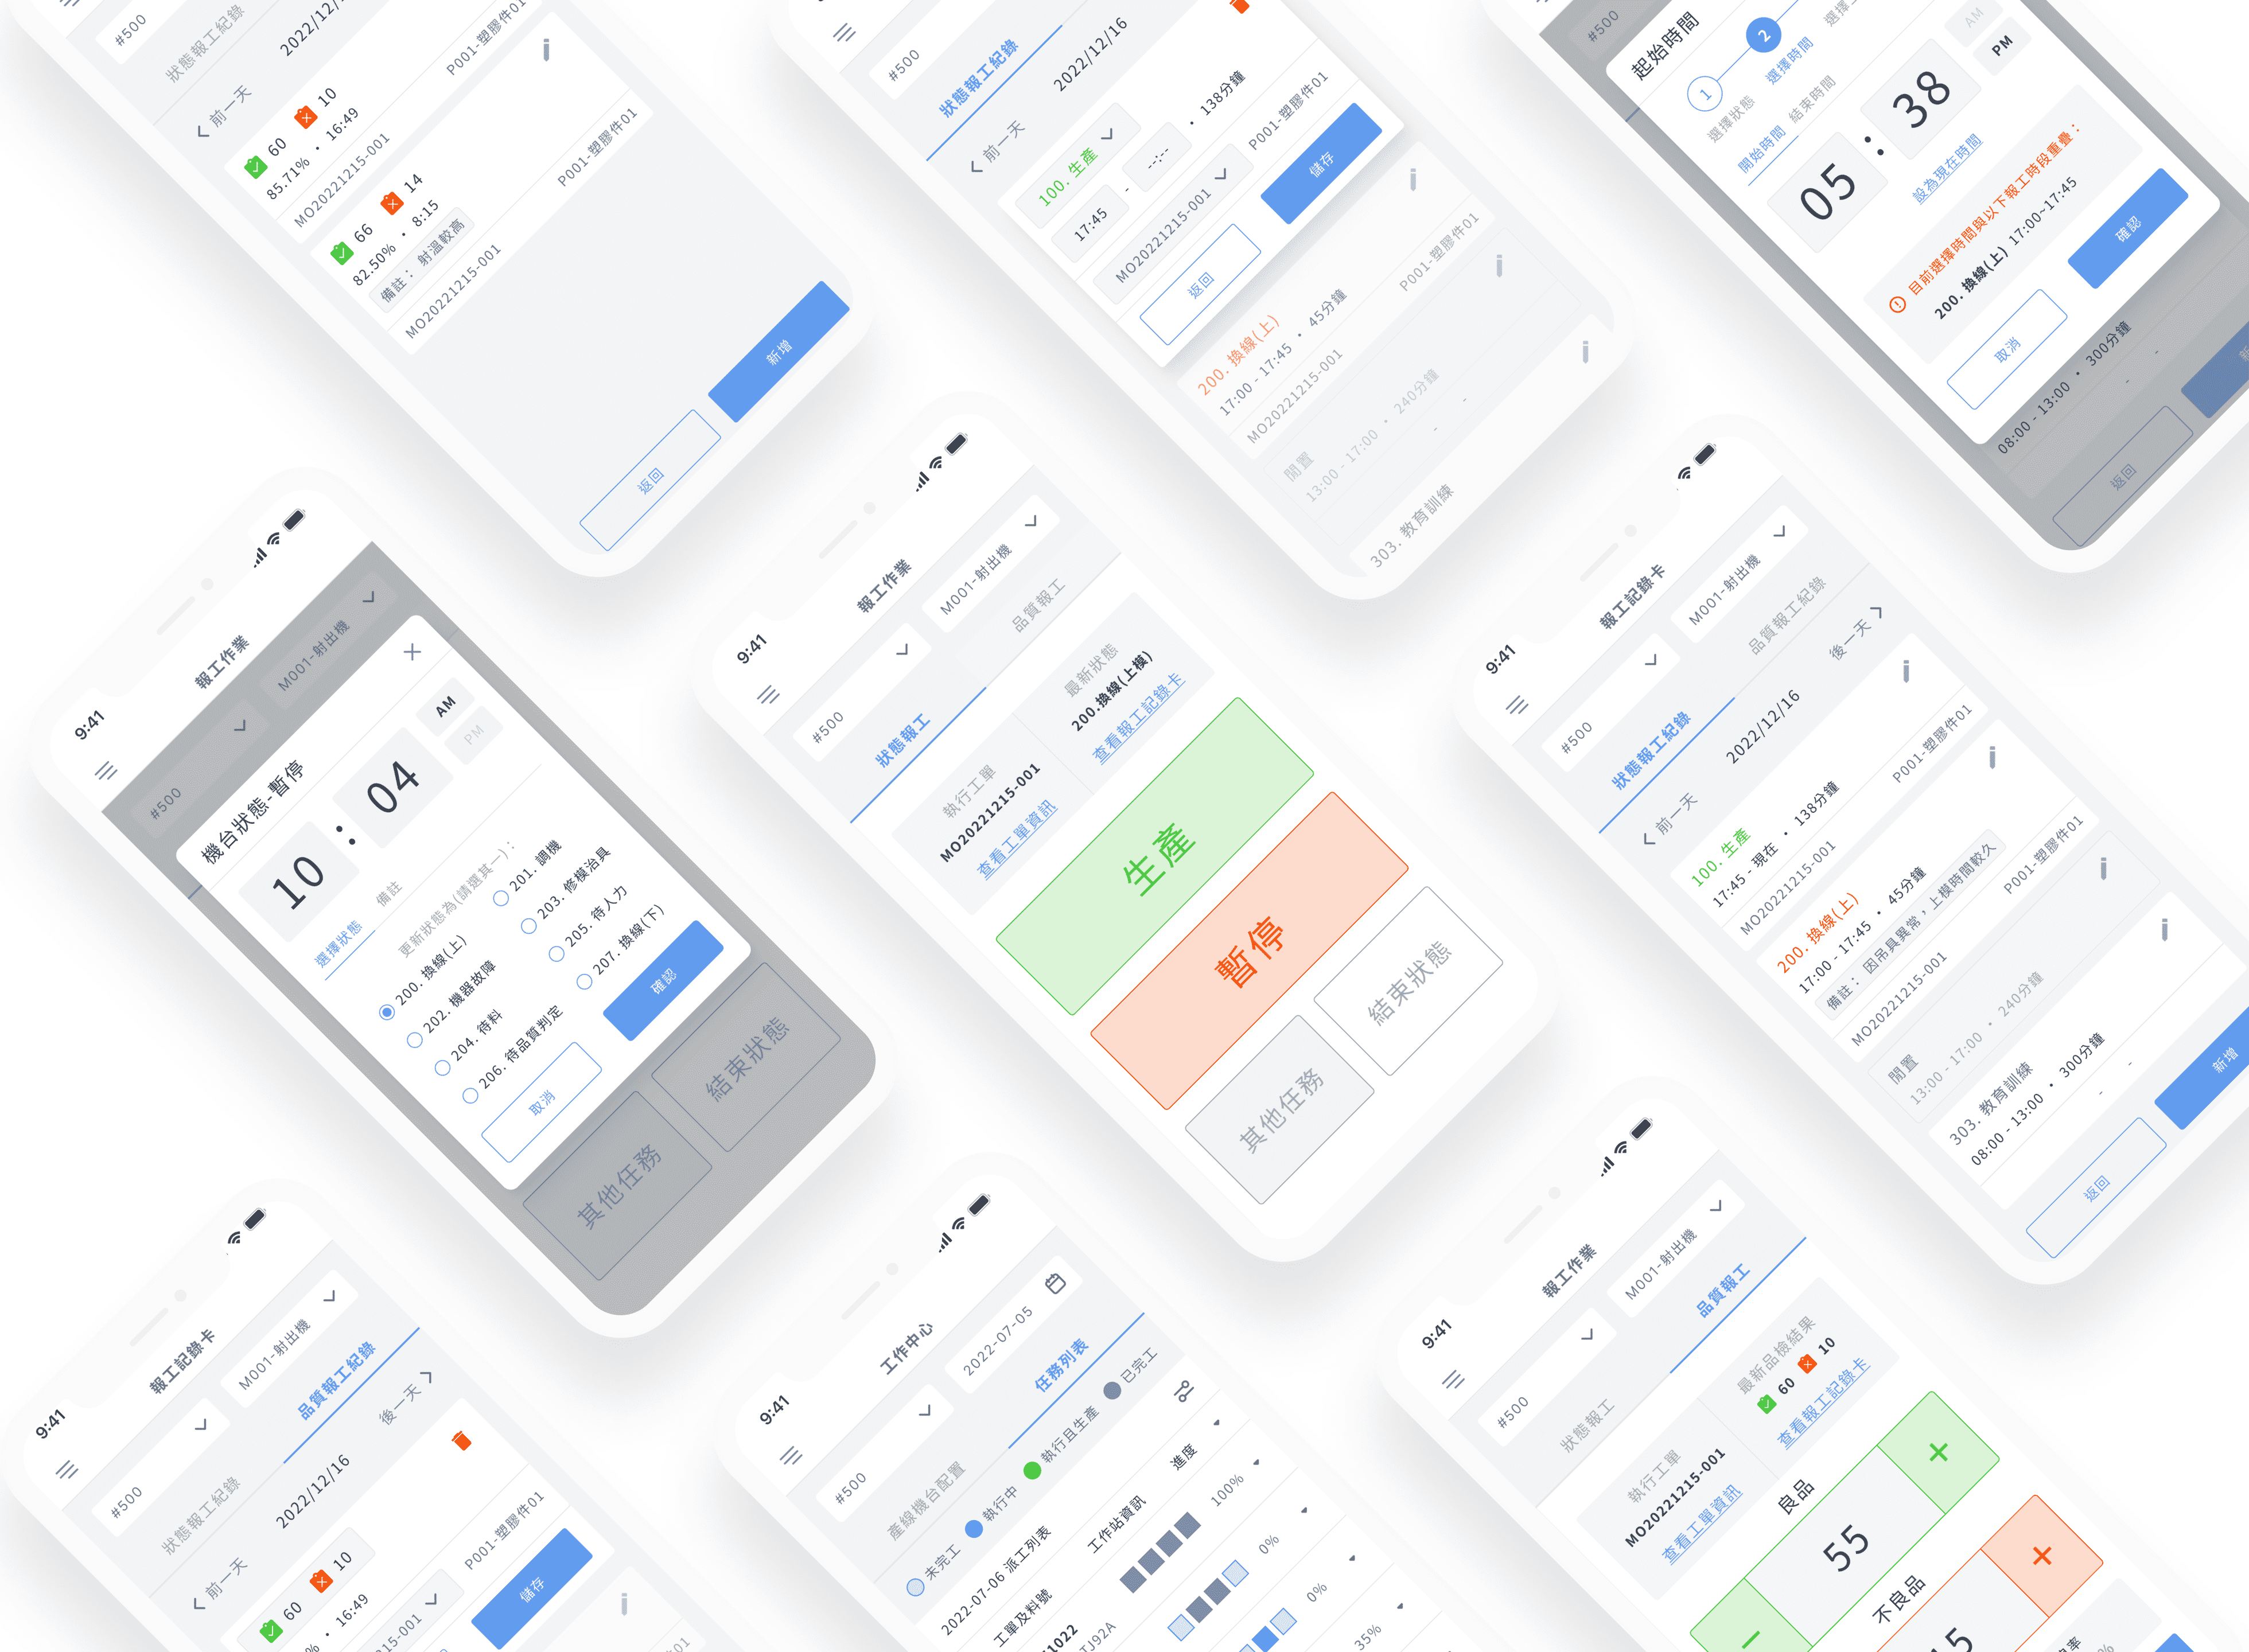 #500
狀態報工紀錄
前一天
60
10
85.71% • 16:49
MO20221215-001
P001-塑膠件01
66
14
82.50% • 8:15
備註： 射溫較高
MO20221215-001
P001-塑膠件01
返回
新增
#500
狀態報工紀錄
前一天
2022/12/16
100. 生產
17:45
-
--:--
• 138分鐘
MO20221215-001
P001-塑膠件01
返回
儲存
200. 換線(上)
17:00 - 17:45 • 45分鐘
MO20221215-001
P001-塑膠件01
閒置
13:00 - 17:00 • 240分鐘
-
-
303. 教育訓練
#500
起始時間
1
2
選擇狀態
選擇時間
開始時間
結束時間
05 : 38
AM
PM
設為現在時間
目前選擇時間與以下報工時段重疊：
200. 換線(上) 17:00~17:45
取消
確認
08:00 - 13:00 • 300分鐘
-
-
返回
9:41
報工作業
#500
M001-射出機
機台狀態-暫停
10 : 04
AM
PM
選擇狀態
備註
更新狀態為(請選其一)：
200. 換線(上)
201. 調機
202. 機器故障
203. 修模治具
204. 待料
205. 待人力
206. 待品質判定
207. 換線(下)
取消
確認
其他任務
結束狀態
9:41
報工作業
#500
M001-射出機
狀態報工
品質報工
執行工單
MO20221215-001
查看工單資訊
最新狀態
200.換線(上模)
查看報工記錄卡
生產
暫停
其他任務
結束狀態
9:41
報工記錄卡
#500
M001-射出機
狀態報工紀錄
品質報工紀錄
前一天
2022/12/16
後一天
100. 生產
17:45 - 現在 • 138分鐘
MO20221215-001
P001-塑膠件01
200. 換線(上)
17:00 - 17:45 • 45分鐘
備註： 因吊具異常，上模時間較久
MO20221215-001
P001-塑膠件01
閒置
13:00 - 17:00 • 240分鐘
303. 教育訓練
08:00 - 13:00 • 300分鐘
-
-
返回
新增
9:41
報工記錄卡
#500
M001-射出機
狀態報工紀錄
品質報工紀錄
前一天
2022/12/16
後一天
60
10
% • 16:49
P001-塑膠件01
儲存
9:41
工作中心
#500
2022-07-05
產線機台配置
任務列表
未完工
執行中
執行且生產
已完工
2022-07-06 派工列表
工單及料號
工作站資訊
進度
100%
0%
0%
35%
9:41
報工作業
#500
M001-射出機
狀態報工
品質報工
執行工單
MO20221215-001
查看工單資訊
最新品檢結果
60
10
查看報工記錄卡
良品
55
不良品